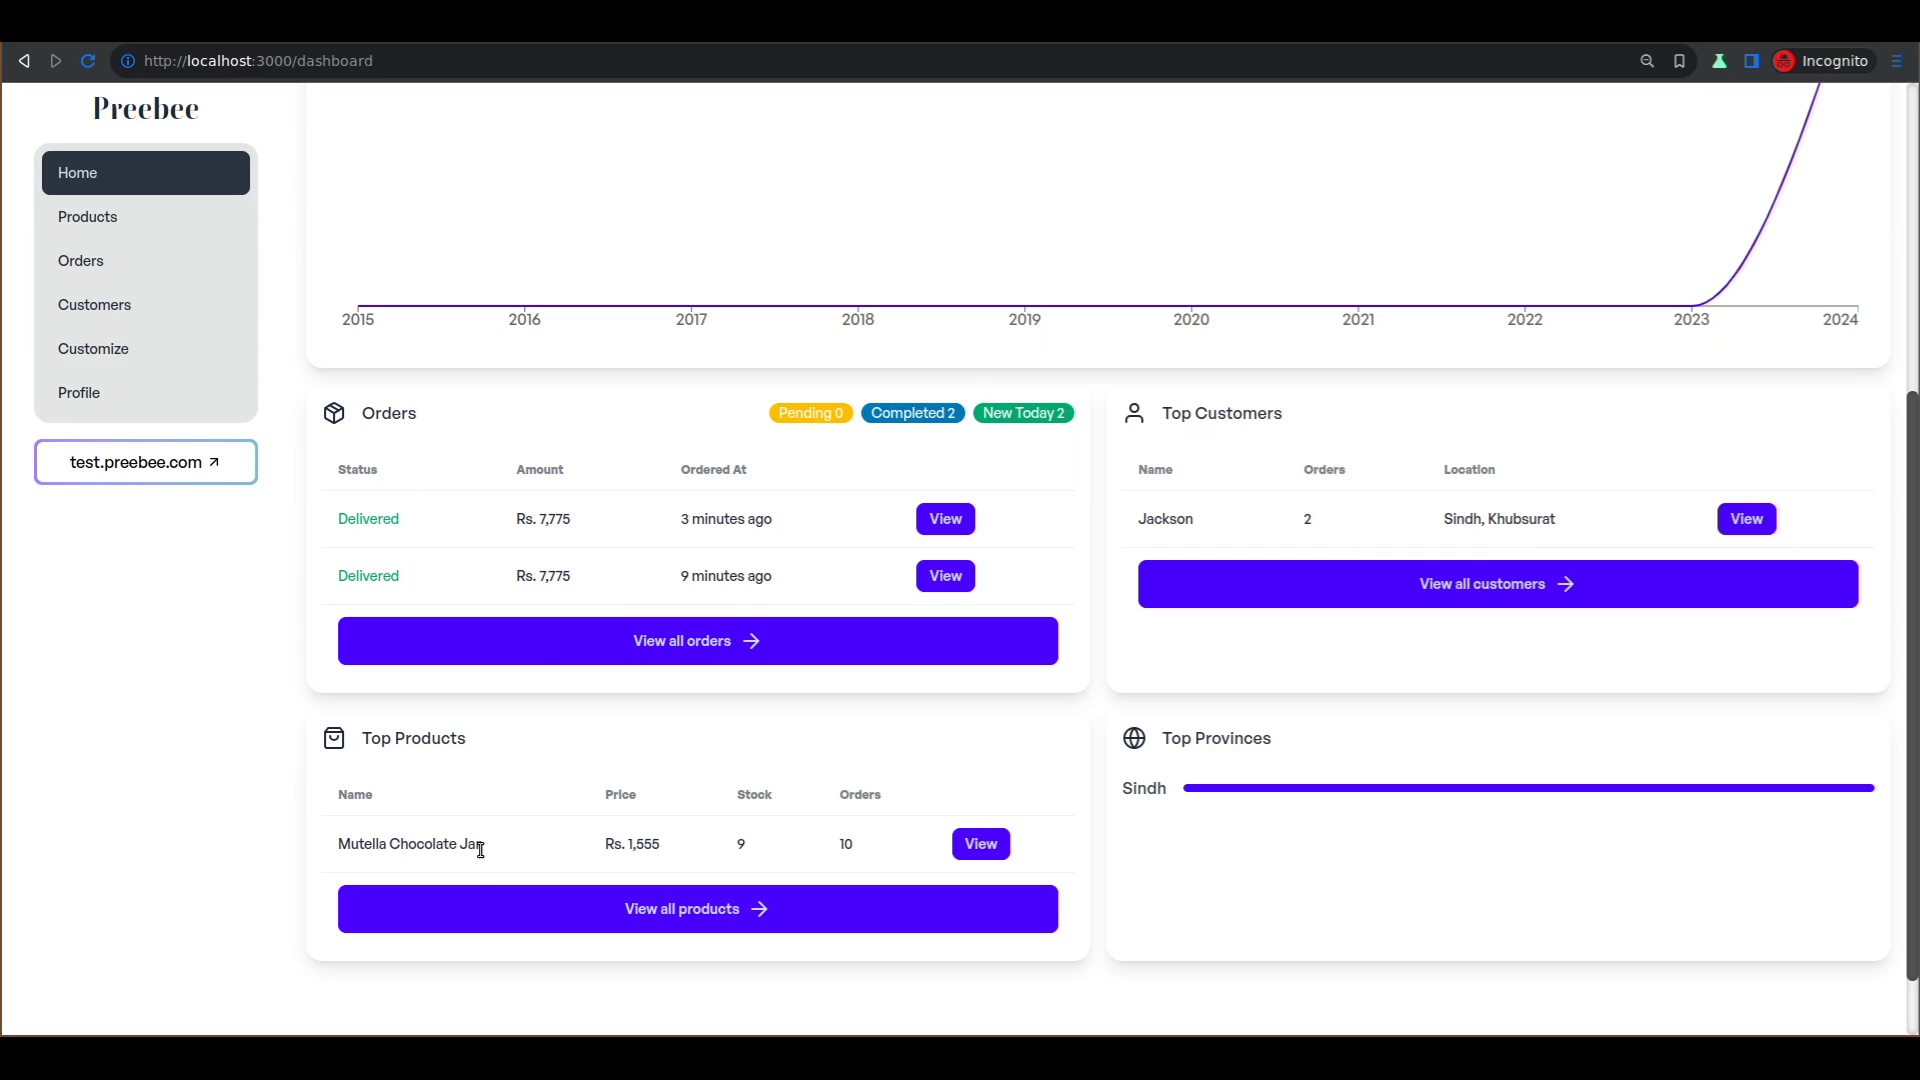 http://localhost:3000/dashboard
Incognito
Preebee
Home
Products
Orders
Customers
Customize
Profile
test.preebee.com
2015 2016 2017 2018 2019 2020 2021 2022 2023 2024
Orders Pending 0 Completed 2 New Today 2
Status Amount Ordered At
Delivered Rs. 7,775 3 minutes ago View
Delivered Rs. 7,775 9 minutes ago View
View all orders
Top Customers
Name Orders Location
Jackson 2 Sindh, Khubsurat View
View all customers
Top Products
Name Price Stock Orders
Mutella Chocolate Jar Rs. 1,555 9 10 View
View all products
Top Provinces
Sindh